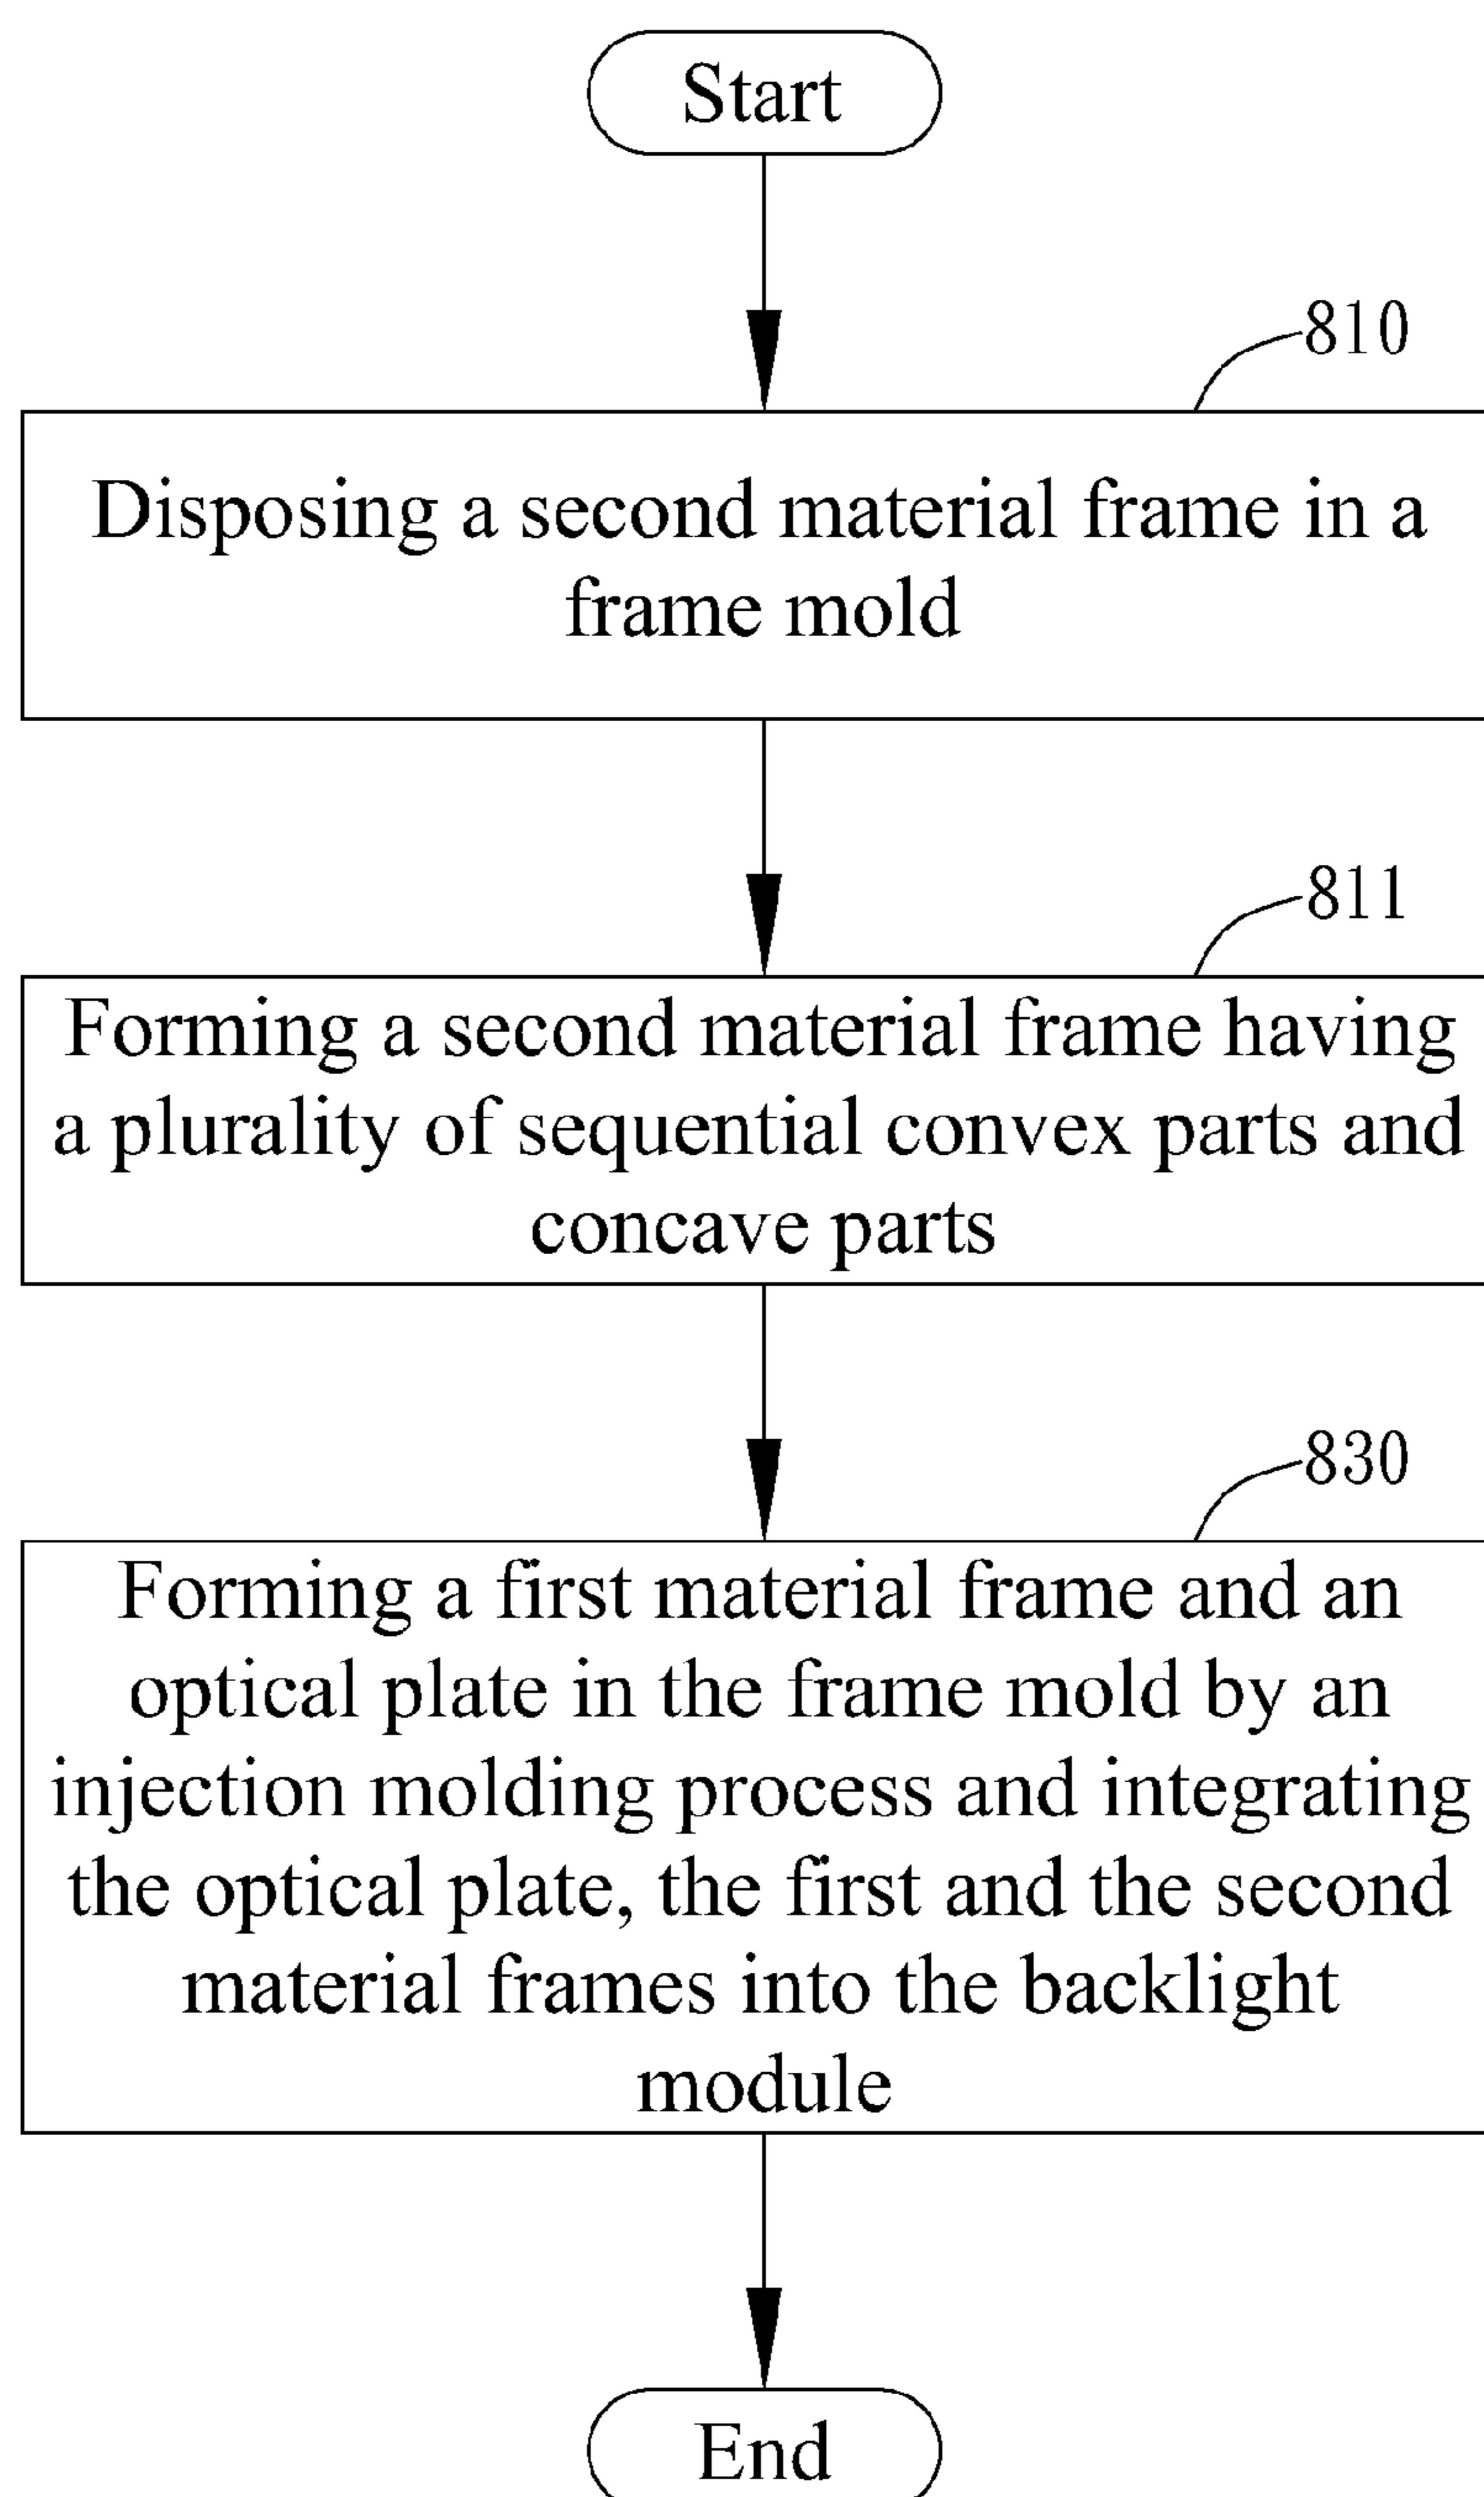 Start
810
Disposing a second material frame in a
frame mold
811
Forming a second material frame having
a plurality of sequential convex parts and
concave parts
830
Forming a first material frame and an
optical plate in the frame mold by an
injection molding process and integrating
the optical plate, the first and the second
material frames into the backlight
module
End